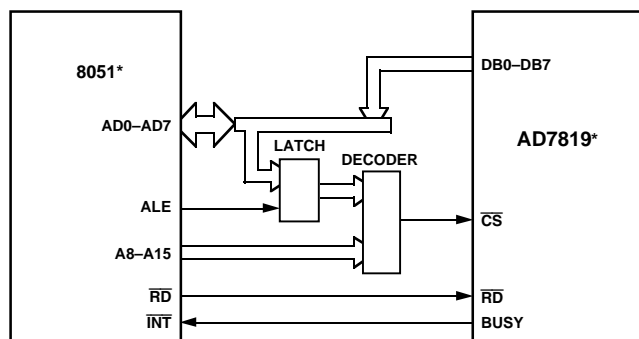 8051*
AD0–AD7
ALE
A8–A15
RD
INT
LATCH
DECODER
DB0–DB7
AD7819*
CS
RD
BUSY